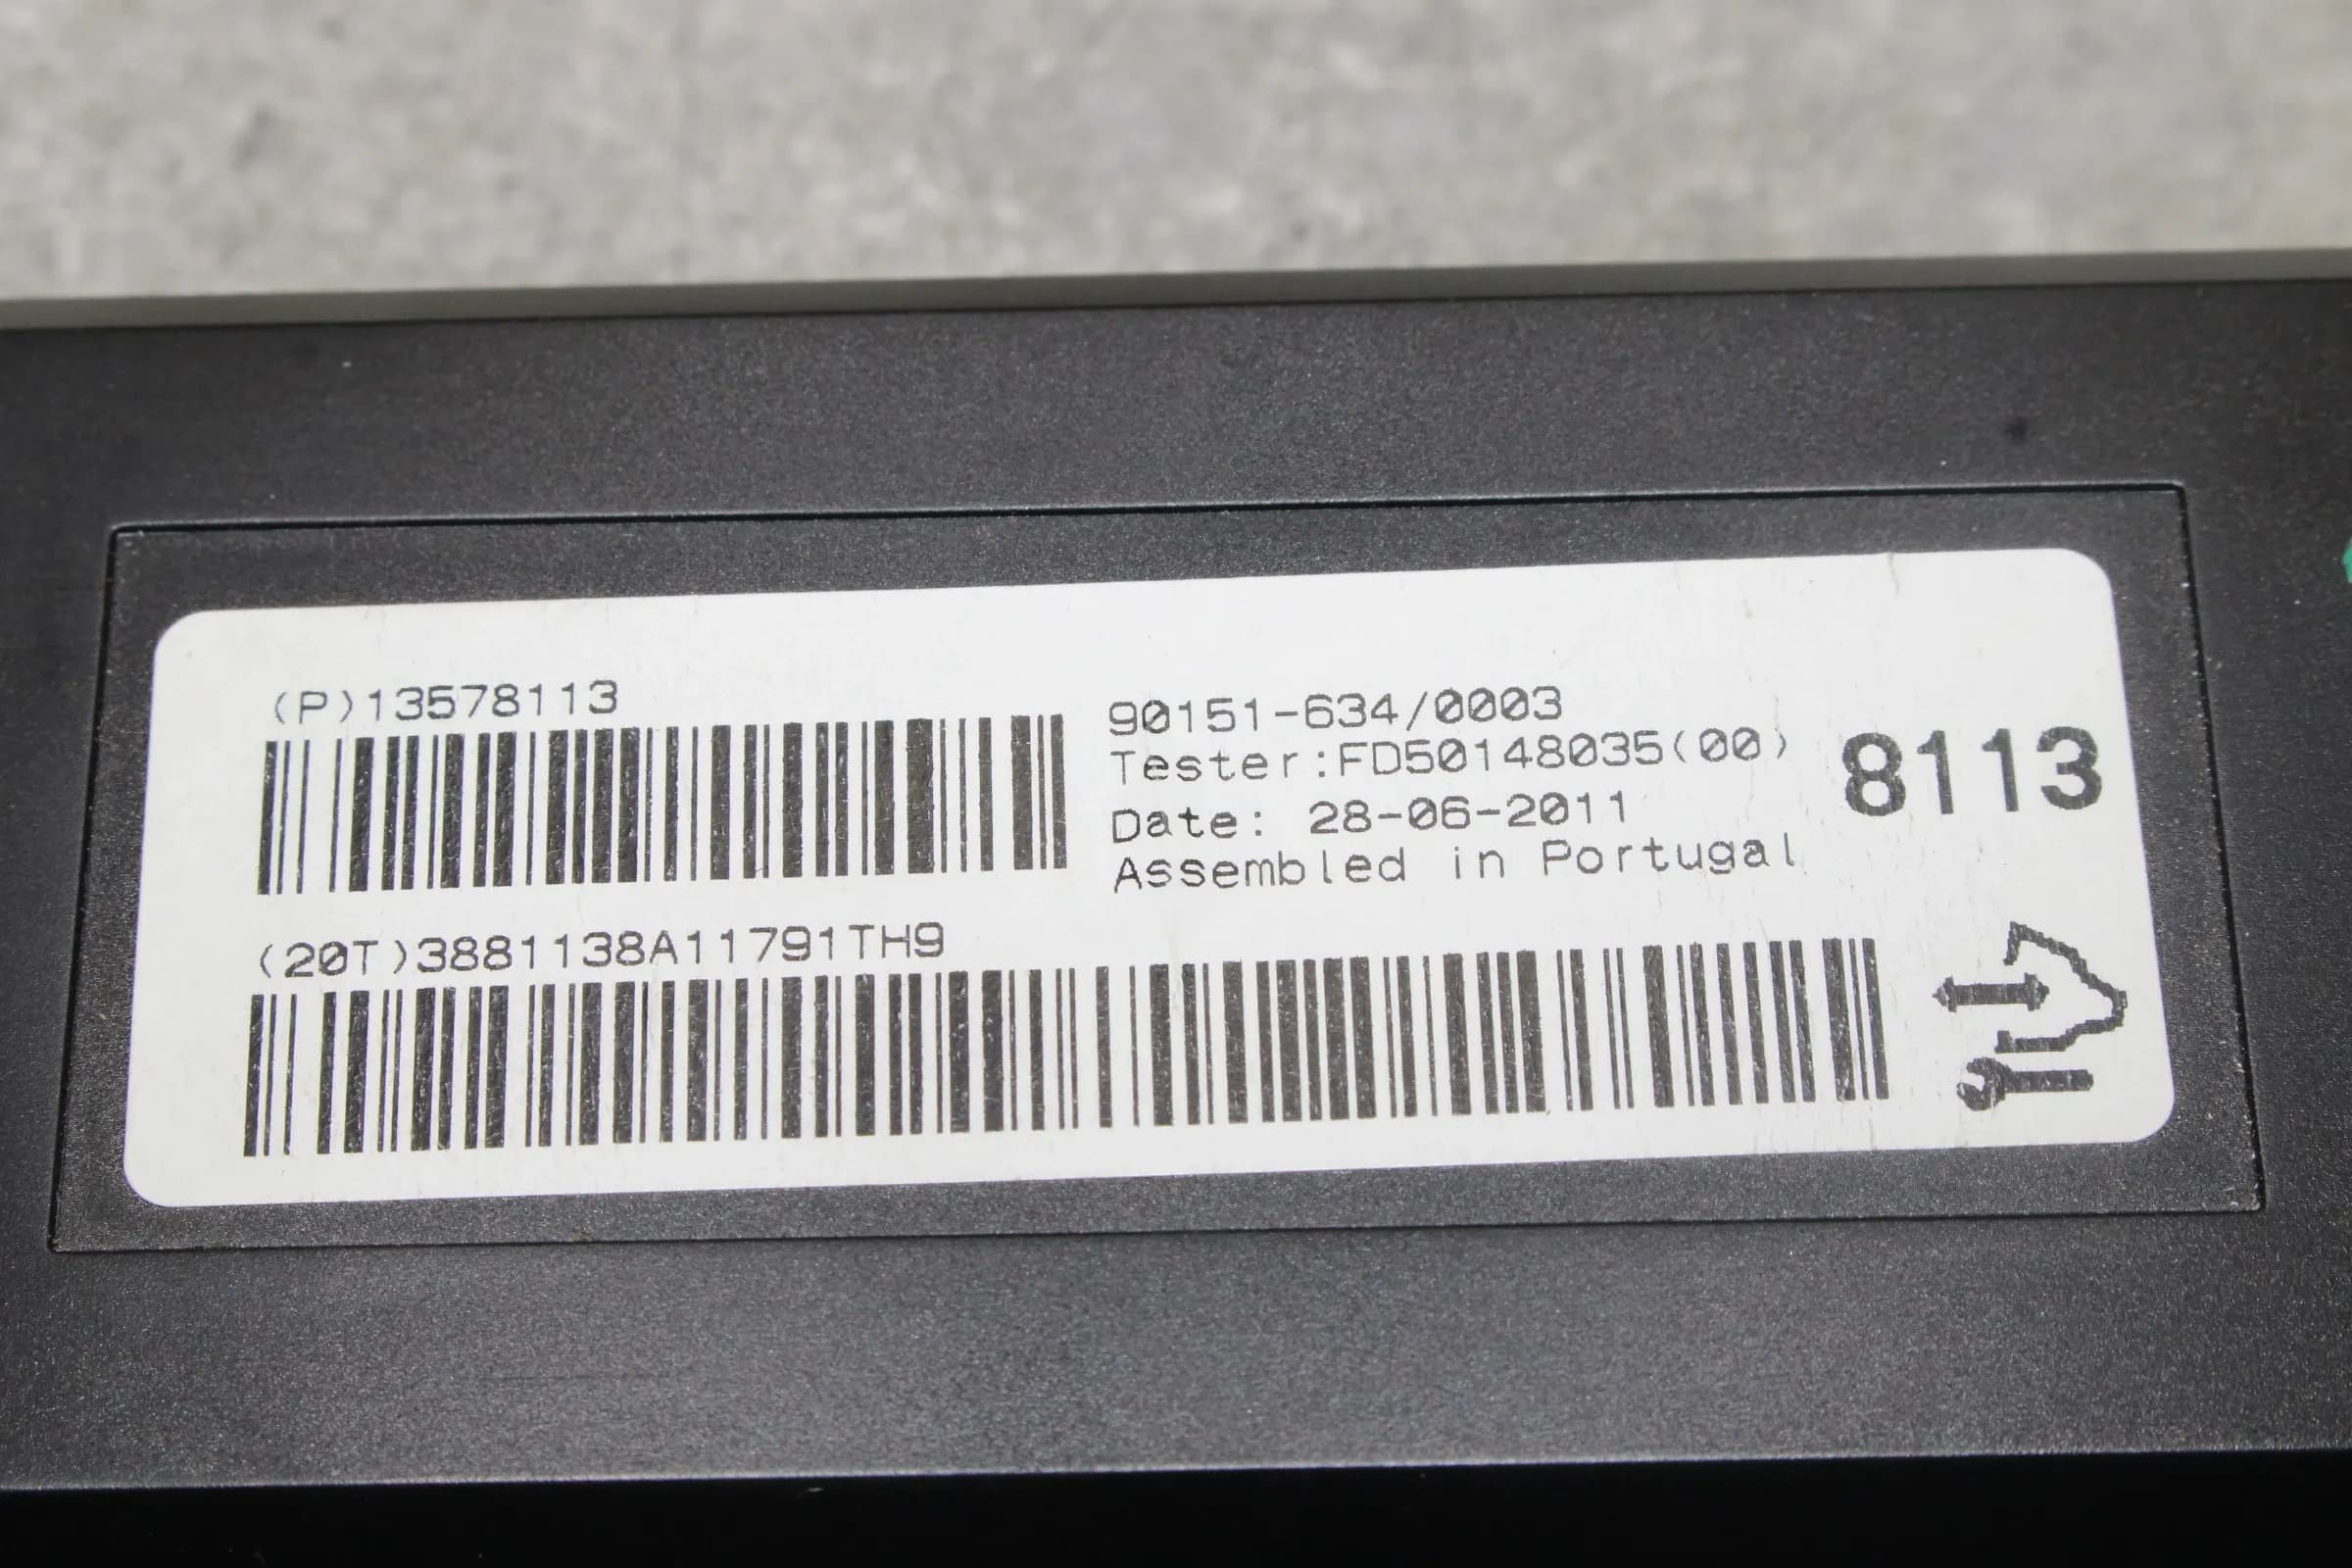 (P)13578113
90151-634/0003
Tester:FD50148035(00)
8113
Date: 28-06-2011
Assembled in Portugal
(20T)3881138A11791TH9